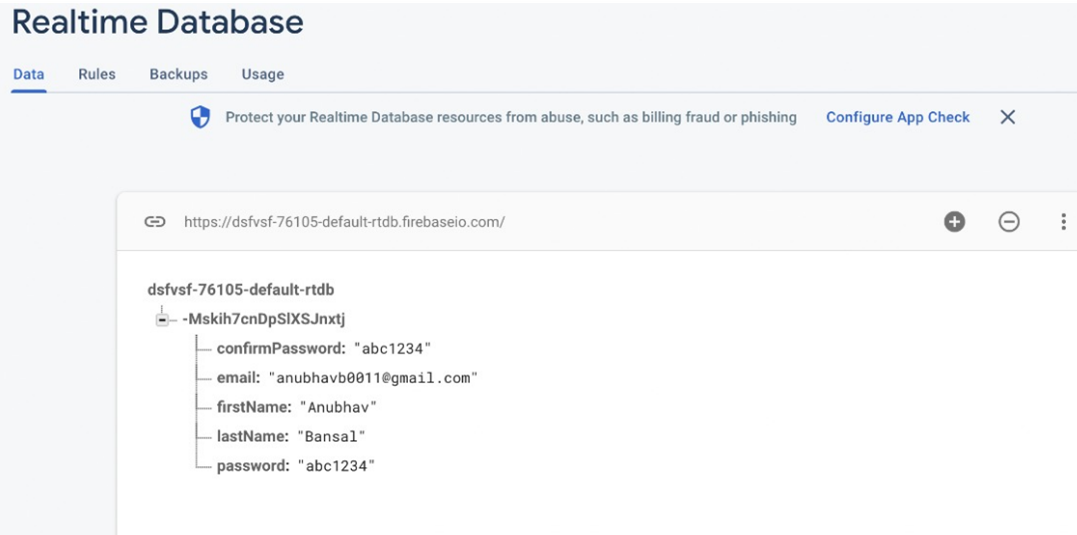 Realtime Database
Data Rules Backups Usage
Protect your Realtime Database resources from abuse, such as billing fraud or phishing Configure App Check
https://dsfvsf-76105-default-rtdb.firebaseio.com/
dsfvsf-76105-default-rtdb
-Mskih7cnDpSlXSJnxtj
confirmPassword: "abc1234"
email: "anubhavb0011@gmail.com"
firstName: "Anubhav"
lastName: "Bansal"
password: "abc1234"